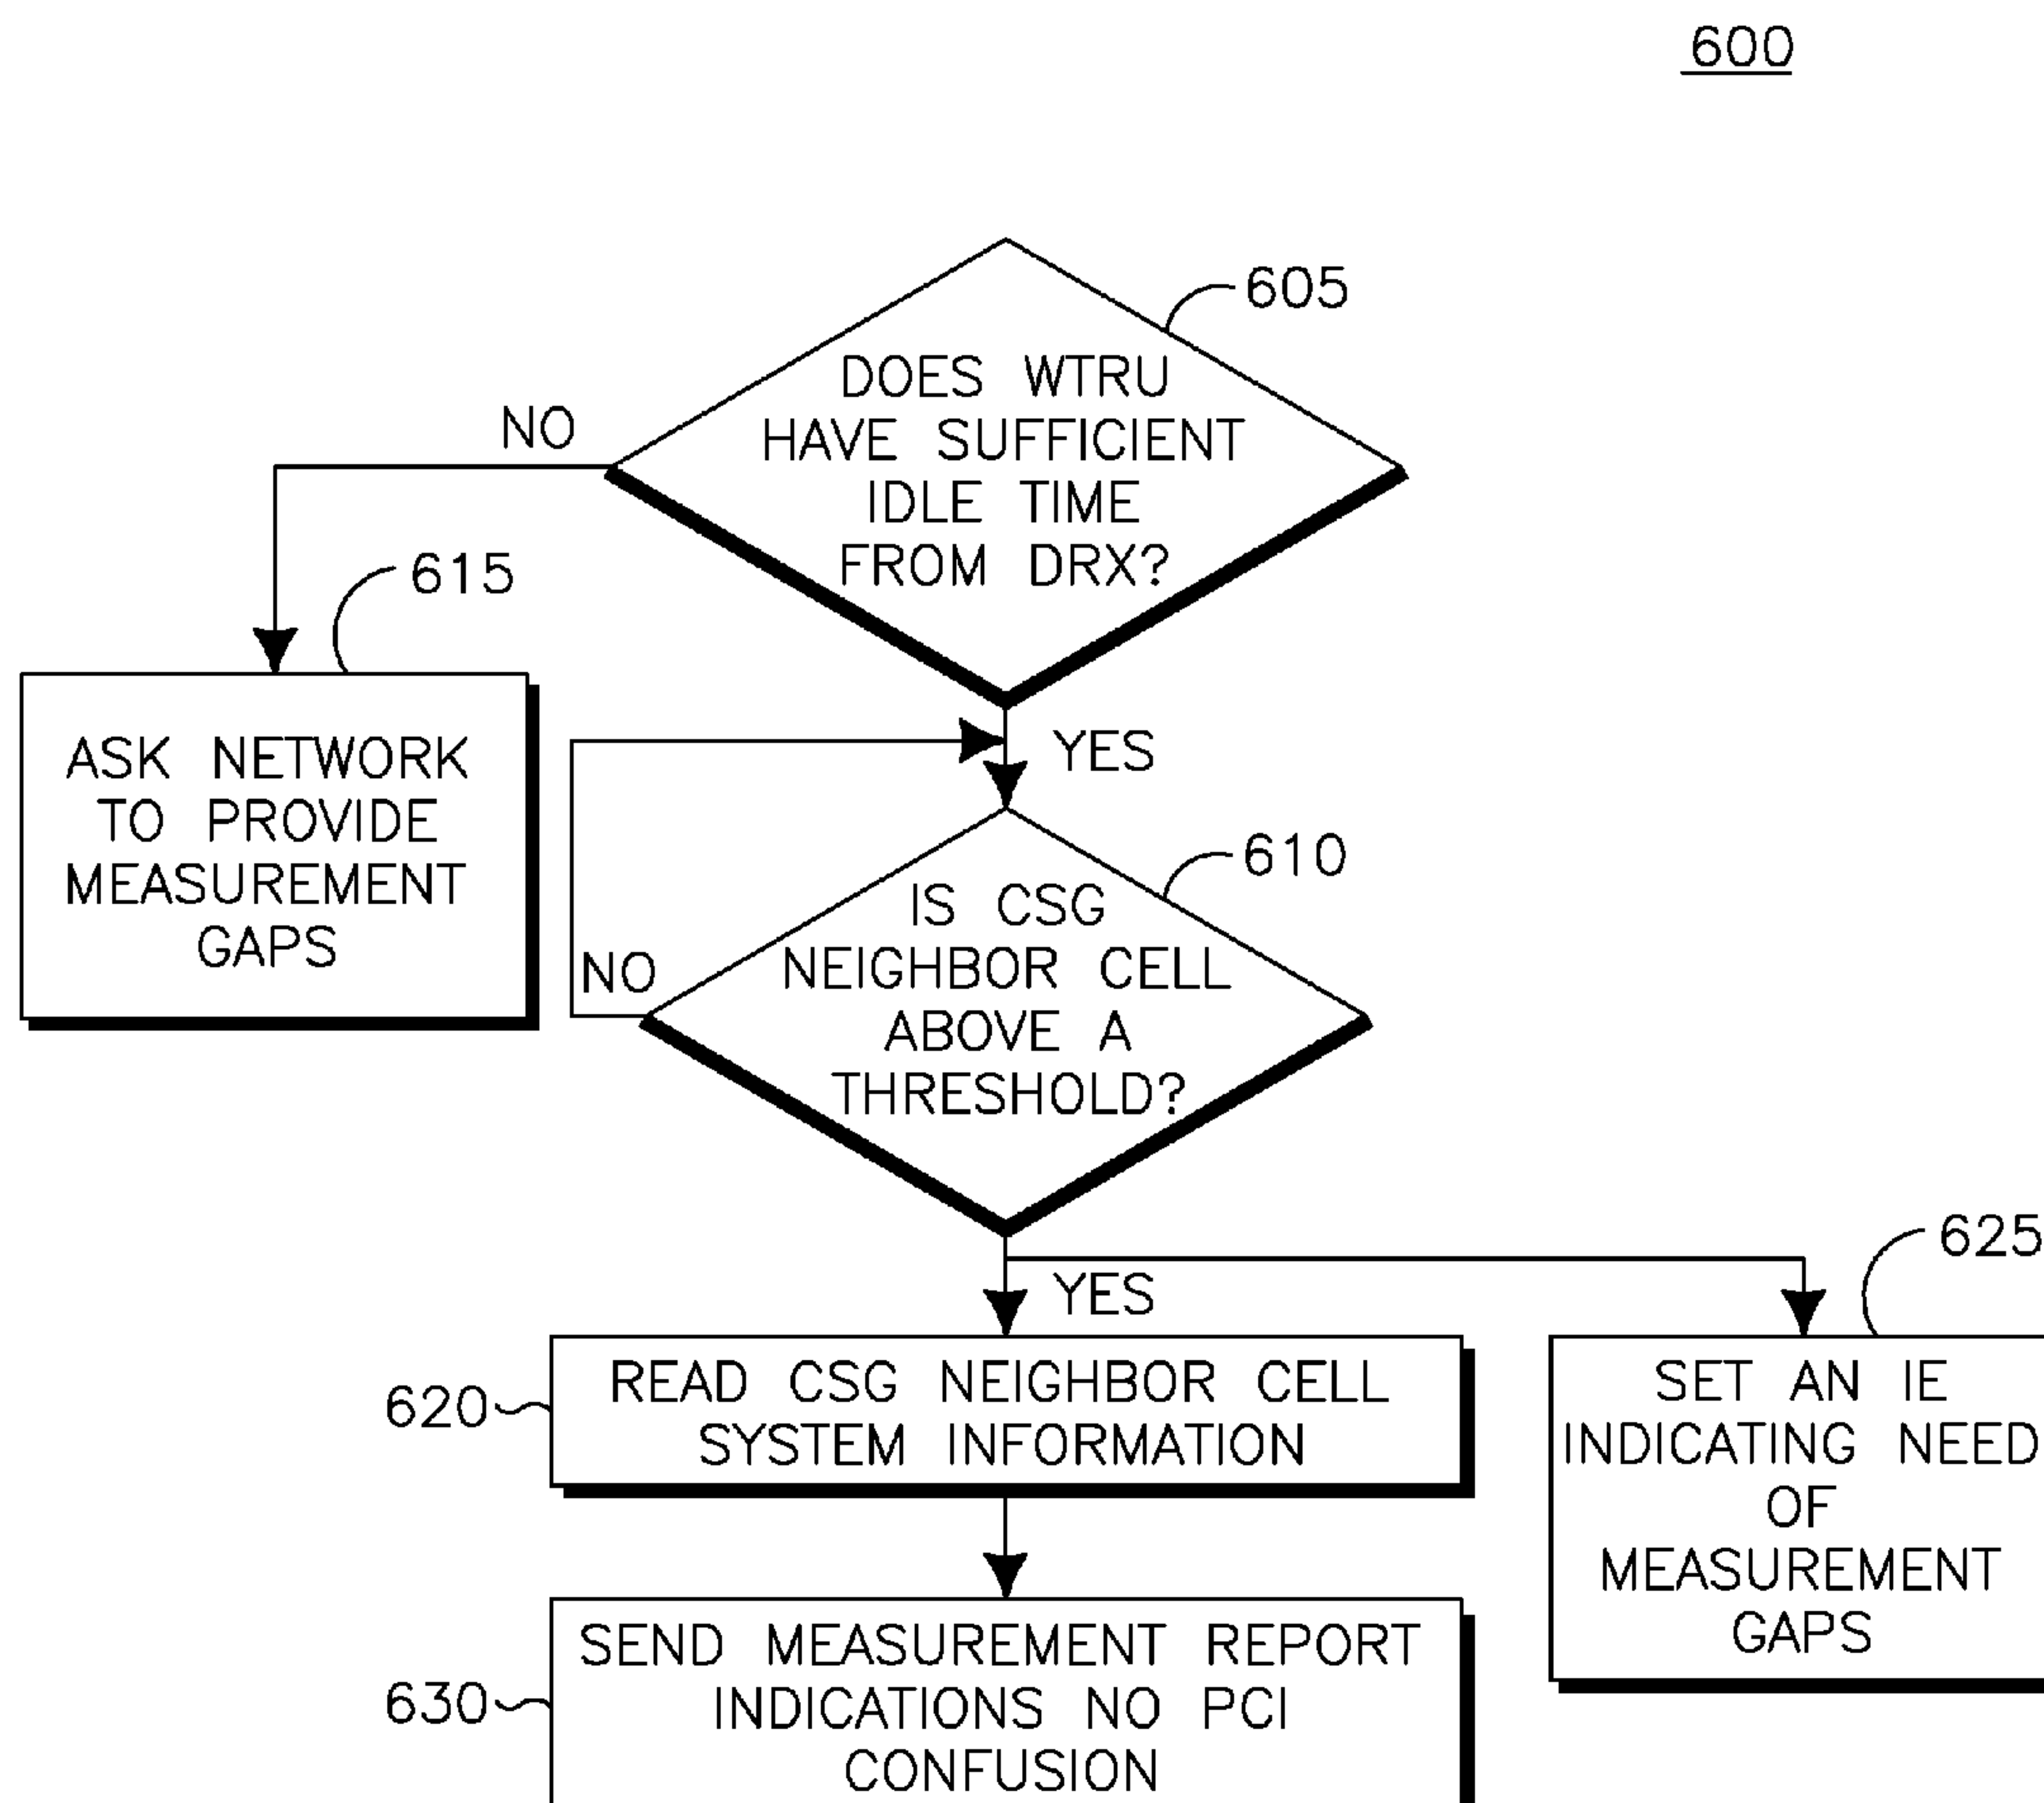 600
605
DOES WTRU
HAVE SUFFICIENT
IDLE TIME
FROM DRX?
NO
615
ASK NETWORK
TO PROVIDE
MEASUREMENT
GAPS
YES
610
IS CSG
NEIGHBOR CELL
ABOVE A
THRESHOLD?
NO
YES
620
READ CSG NEIGHBOR CELL
SYSTEM INFORMATION
625
SET AN IE
INDICATING NEED
OF
MEASUREMENT
GAPS
630
SEND MEASUREMENT REPORT
INDICATIONS NO PCI
CONFUSION